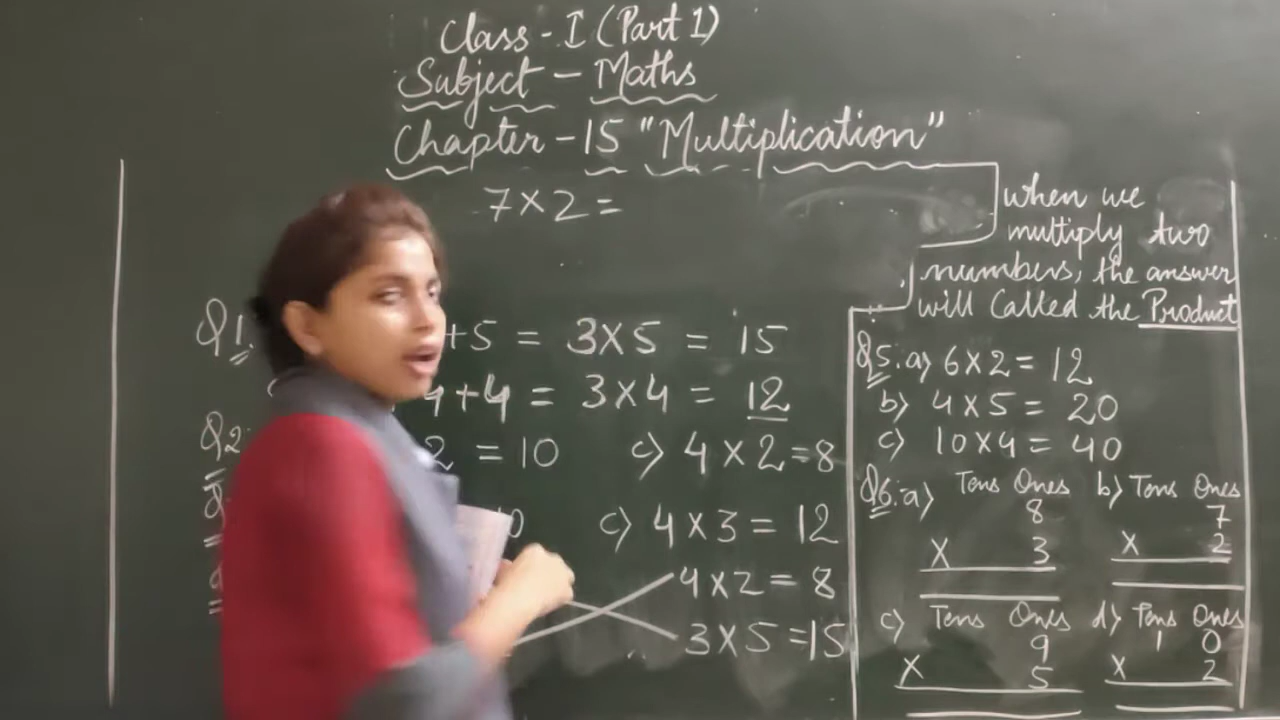 Class - I (Part 1)
Subject - Maths
Chapter - 15 "Multiplication"
7 × 2 =
when we
multiply two
numbers, the answer
will Called the Product
Q1. +5 = 3×5 = 15
4+4 = 3×4 = 12
Q2 2 = 10 c) 4×2=8
c) 4×3 = 12
4×2 = 8
3×5 =15
Q5. a) 6×2 = 12
b) 4×5 = 20
c) 10×4 = 40
Q6. a) Tens Ones b) Tens Ones
8 7
× 3 × 2
c) Tens Ones d) Tens Ones
9 1 0
× 5 × 2